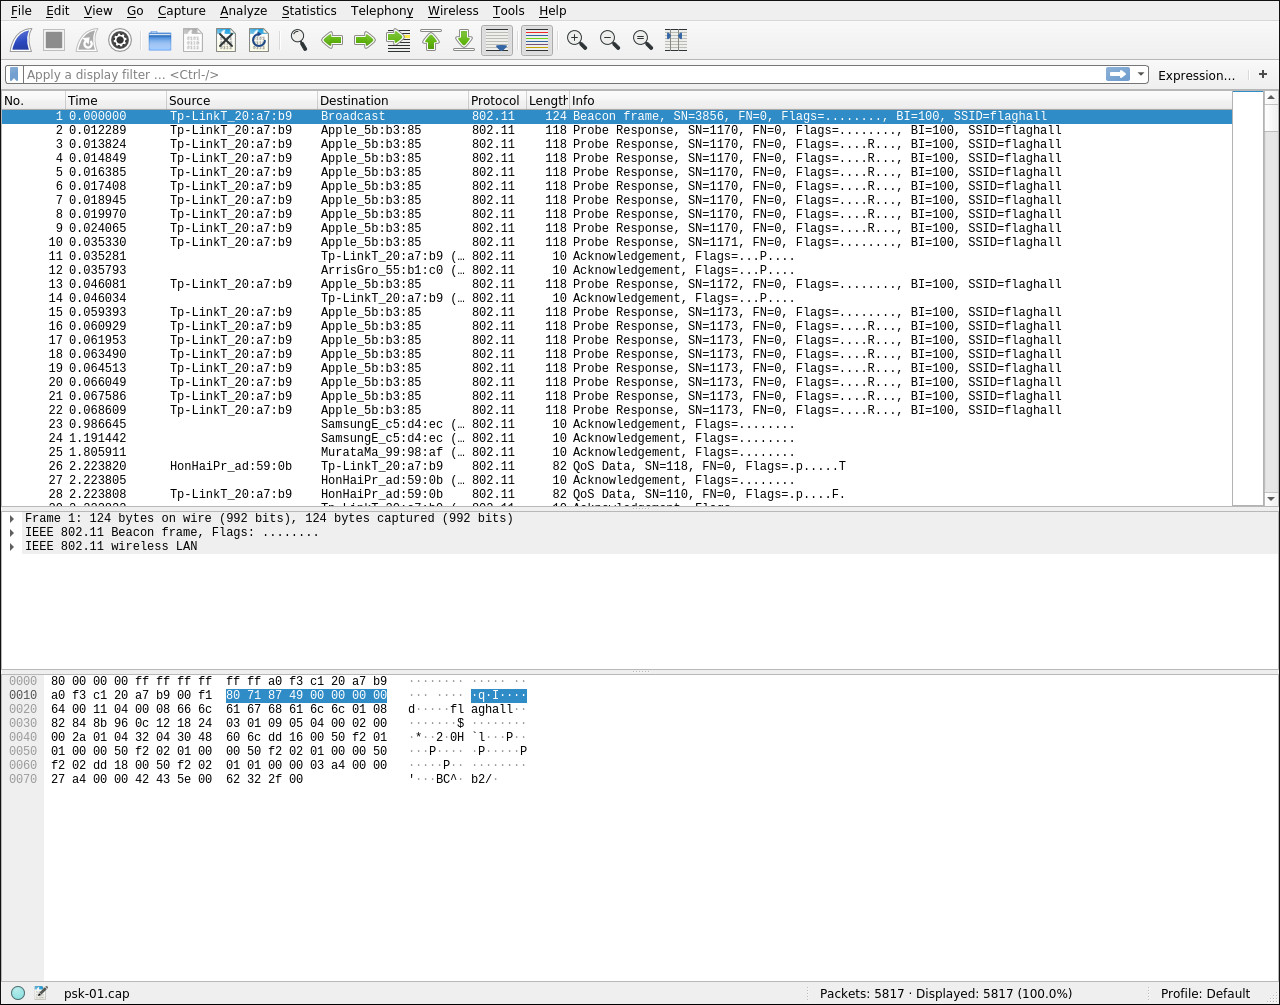 File Edit View Go Capture Analyze Statistics Telephony Wireless Tools Help
Apply a display filter ... <Ctrl-/> Expression... +
No. Time Source Destination Protocol Length Info
1 0.000000 Tp-LinkT_20:a7:b9 Broadcast 802.11 124 Beacon frame, SN=3856, FN=0, Flags=........, BI=100, SSID=flaghall
2 0.012289 Tp-LinkT_20:a7:b9 Apple_5b:b3:85 802.11 118 Probe Response, SN=1170, FN=0, Flags=........, BI=100, SSID=flaghall
3 0.013824 Tp-LinkT_20:a7:b9 Apple_5b:b3:85 802.11 118 Probe Response, SN=1170, FN=0, Flags=....R..., BI=100, SSID=flaghall
4 0.014849 Tp-LinkT_20:a7:b9 Apple_5b:b3:85 802.11 118 Probe Response, SN=1170, FN=0, Flags=....R..., BI=100, SSID=flaghall
5 0.016385 Tp-LinkT_20:a7:b9 Apple_5b:b3:85 802.11 118 Probe Response, SN=1170, FN=0, Flags=....R..., BI=100, SSID=flaghall
6 0.017408 Tp-LinkT_20:a7:b9 Apple_5b:b3:85 802.11 118 Probe Response, SN=1170, FN=0, Flags=....R..., BI=100, SSID=flaghall
7 0.018945 Tp-LinkT_20:a7:b9 Apple_5b:b3:85 802.11 118 Probe Response, SN=1170, FN=0, Flags=....R..., BI=100, SSID=flaghall
8 0.019970 Tp-LinkT_20:a7:b9 Apple_5b:b3:85 802.11 118 Probe Response, SN=1170, FN=0, Flags=....R..., BI=100, SSID=flaghall
9 0.024065 Tp-LinkT_20:a7:b9 Apple_5b:b3:85 802.11 118 Probe Response, SN=1170, FN=0, Flags=....R..., BI=100, SSID=flaghall
10 0.035330 Tp-LinkT_20:a7:b9 Apple_5b:b3:85 802.11 118 Probe Response, SN=1171, FN=0, Flags=........, BI=100, SSID=flaghall
11 0.035281 Tp-LinkT_20:a7:b9 (… 802.11 10 Acknowledgement, Flags=...P....
12 0.035793 ArrisGro_55:b1:c0 (… 802.11 10 Acknowledgement, Flags=...P....
13 0.046081 Tp-LinkT_20:a7:b9 Apple_5b:b3:85 802.11 118 Probe Response, SN=1172, FN=0, Flags=........, BI=100, SSID=flaghall
14 0.046034 Tp-LinkT_20:a7:b9 (… 802.11 10 Acknowledgement, Flags=...P....
15 0.059393 Tp-LinkT_20:a7:b9 Apple_5b:b3:85 802.11 118 Probe Response, SN=1173, FN=0, Flags=........, BI=100, SSID=flaghall
16 0.060929 Tp-LinkT_20:a7:b9 Apple_5b:b3:85 802.11 118 Probe Response, SN=1173, FN=0, Flags=....R..., BI=100, SSID=flaghall
17 0.061953 Tp-LinkT_20:a7:b9 Apple_5b:b3:85 802.11 118 Probe Response, SN=1173, FN=0, Flags=....R..., BI=100, SSID=flaghall
18 0.063490 Tp-LinkT_20:a7:b9 Apple_5b:b3:85 802.11 118 Probe Response, SN=1173, FN=0, Flags=....R..., BI=100, SSID=flaghall
19 0.064513 Tp-LinkT_20:a7:b9 Apple_5b:b3:85 802.11 118 Probe Response, SN=1173, FN=0, Flags=....R..., BI=100, SSID=flaghall
20 0.066049 Tp-LinkT_20:a7:b9 Apple_5b:b3:85 802.11 118 Probe Response, SN=1173, FN=0, Flags=....R..., BI=100, SSID=flaghall
21 0.067586 Tp-LinkT_20:a7:b9 Apple_5b:b3:85 802.11 118 Probe Response, SN=1173, FN=0, Flags=....R..., BI=100, SSID=flaghall
22 0.068609 Tp-LinkT_20:a7:b9 Apple_5b:b3:85 802.11 118 Probe Response, SN=1173, FN=0, Flags=....R..., BI=100, SSID=flaghall
23 0.986645 SamsungE_c5:d4:ec (… 802.11 10 Acknowledgement, Flags=........
24 1.191442 SamsungE_c5:d4:ec (… 802.11 10 Acknowledgement, Flags=........
25 1.805911 MurataMa_99:98:af (… 802.11 10 Acknowledgement, Flags=........
26 2.223820 HonHaiPr_ad:59:0b Tp-LinkT_20:a7:b9 802.11 82 QoS Data, SN=118, FN=0, Flags=.p.....T
27 2.223805 HonHaiPr_ad:59:0b (… 802.11 10 Acknowledgement, Flags=........
28 2.223808 Tp-LinkT_20:a7:b9 HonHaiPr_ad:59:0b 802.11 82 QoS Data, SN=110, FN=0, Flags=.p....F.
Frame 1: 124 bytes on wire (992 bits), 124 bytes captured (992 bits)
IEEE 802.11 Beacon frame, Flags: ........
IEEE 802.11 wireless LAN
0000 80 00 00 00 ff ff ff ff ff ff a0 f3 c1 20 a7 b9 ········ ····· ··
0010 a0 f3 c1 20 a7 b9 00 f1 80 71 87 49 00 00 00 00 ··· ···· ·q·I····
0020 64 00 11 04 00 08 66 6c 61 67 68 61 6c 6c 01 08 d·····fl aghall··
0030 82 84 8b 96 0c 12 18 24 03 01 09 05 04 00 02 00 ·······$ ········
0040 00 2a 01 04 32 04 30 48 60 6c dd 16 00 50 f2 01 ·*··2·0H `l···P··
0050 01 00 00 50 f2 02 01 00 00 50 f2 02 01 00 00 50 ···P···· ·P·····P
0060 f2 02 dd 18 00 50 f2 02 01 01 00 00 03 a4 00 00 ·····P·· ········
0070 27 a4 00 00 42 43 5e 00 62 32 2f 00 '···BC^· b2/·
psk-01.cap Packets: 5817 · Displayed: 5817 (100.0%) Profile: Default